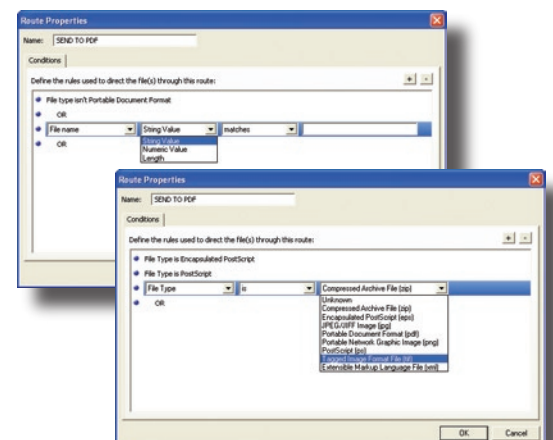 Route Properties
Name: SEND TO PDF
Conditions
Define the rules used to direct the file(s) through this route: + -
File type isn't Portable Document Format
OR
File name String Value matches
OR String Value
Numeric Value
Length
Route Properties
Name: SEND TO PDF
Conditions
Define the rules used to direct the file(s) through this route: + -
File Type is Encapsulated PostScript
File Type is PostScript
File Type is Compressed Archive File (zip)
OR Unknown
Compressed Archive File (zip)
Encapsulated PostScript (eps)
JPEG/JIFF Image (jpg)
Portable Document Format (pdf)
Portable Network Graphic Image (png)
PostScript (ps)
Tagged Image Format File (tif)
Extensible Markup Language File (xml)
OK Cancel